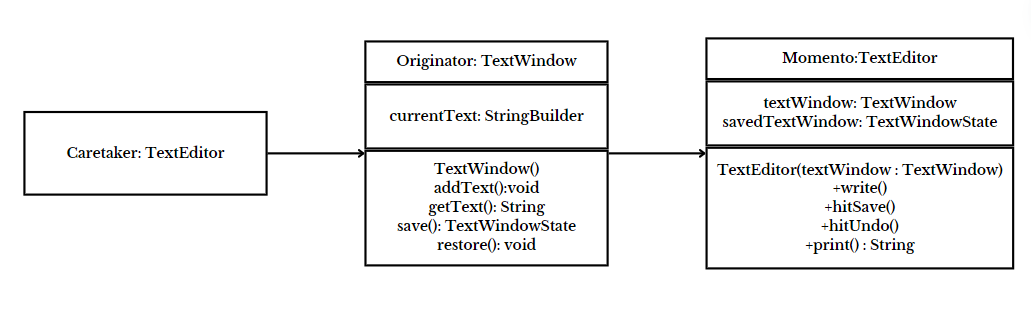 Caretaker: TextEditor
Originator: TextWindow
currentText: StringBuilder
TextWindow()
addText():void
getText(): String
save(): TextWindowState
restore(): void
Momento:TextEditor
textWindow: TextWindow
savedTextWindow: TextWindowState
TextEditor(textWindow : TextWindow)
+write()
+hitSave()
+hitUndo()
+print() : String